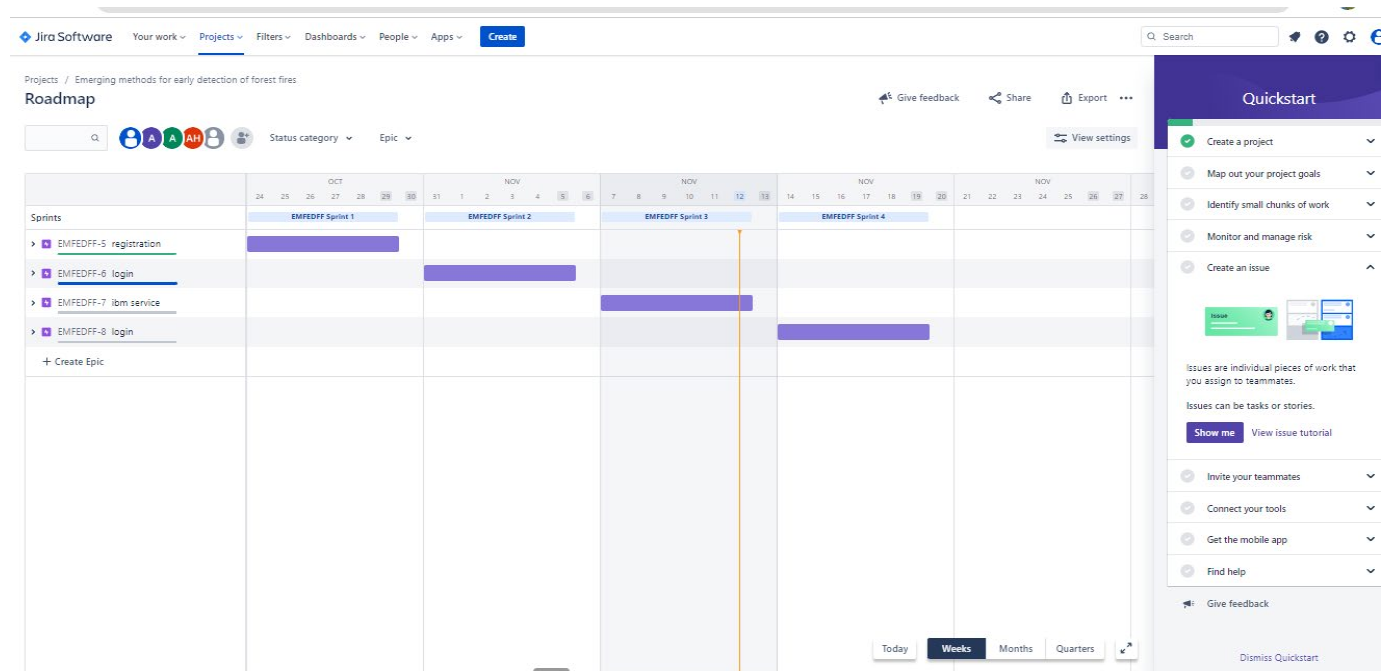 Jira Software Your work Projects Filters Dashboards People Apps Create Search
Projects / Emerging methods for early detection of forest fires
Roadmap
Give feedback Share Export
A A AH Status category Epic View settings
OCT NOV NOV NOV NOV
24 25 26 27 28 29 30 31 1 2 3 4 5 6 7 8 9 10 11 12 13 14 15 16 17 18 19 20 21 22 23 24 25 26 27 28
Sprints EMFEDFF Sprint 1 EMFEDFF Sprint 2 EMFEDFF Sprint 3 EMFEDFF Sprint 4
EMFEDFF-5 registration
EMFEDFF-6 login
EMFEDFF-7 ibm service
EMFEDFF-8 login
+ Create Epic
Today Weeks Months Quarters
Quickstart
Create a project
Map out your project goals
Identify small chunks of work
Monitor and manage risk
Create an issue
Issue
Issues are individual pieces of work that
you assign to teammates.
Issues can be tasks or stories.
Show me View issue tutorial
Invite your teammates
Connect your tools
Get the mobile app
Find help
Give feedback
Dismiss Quickstart